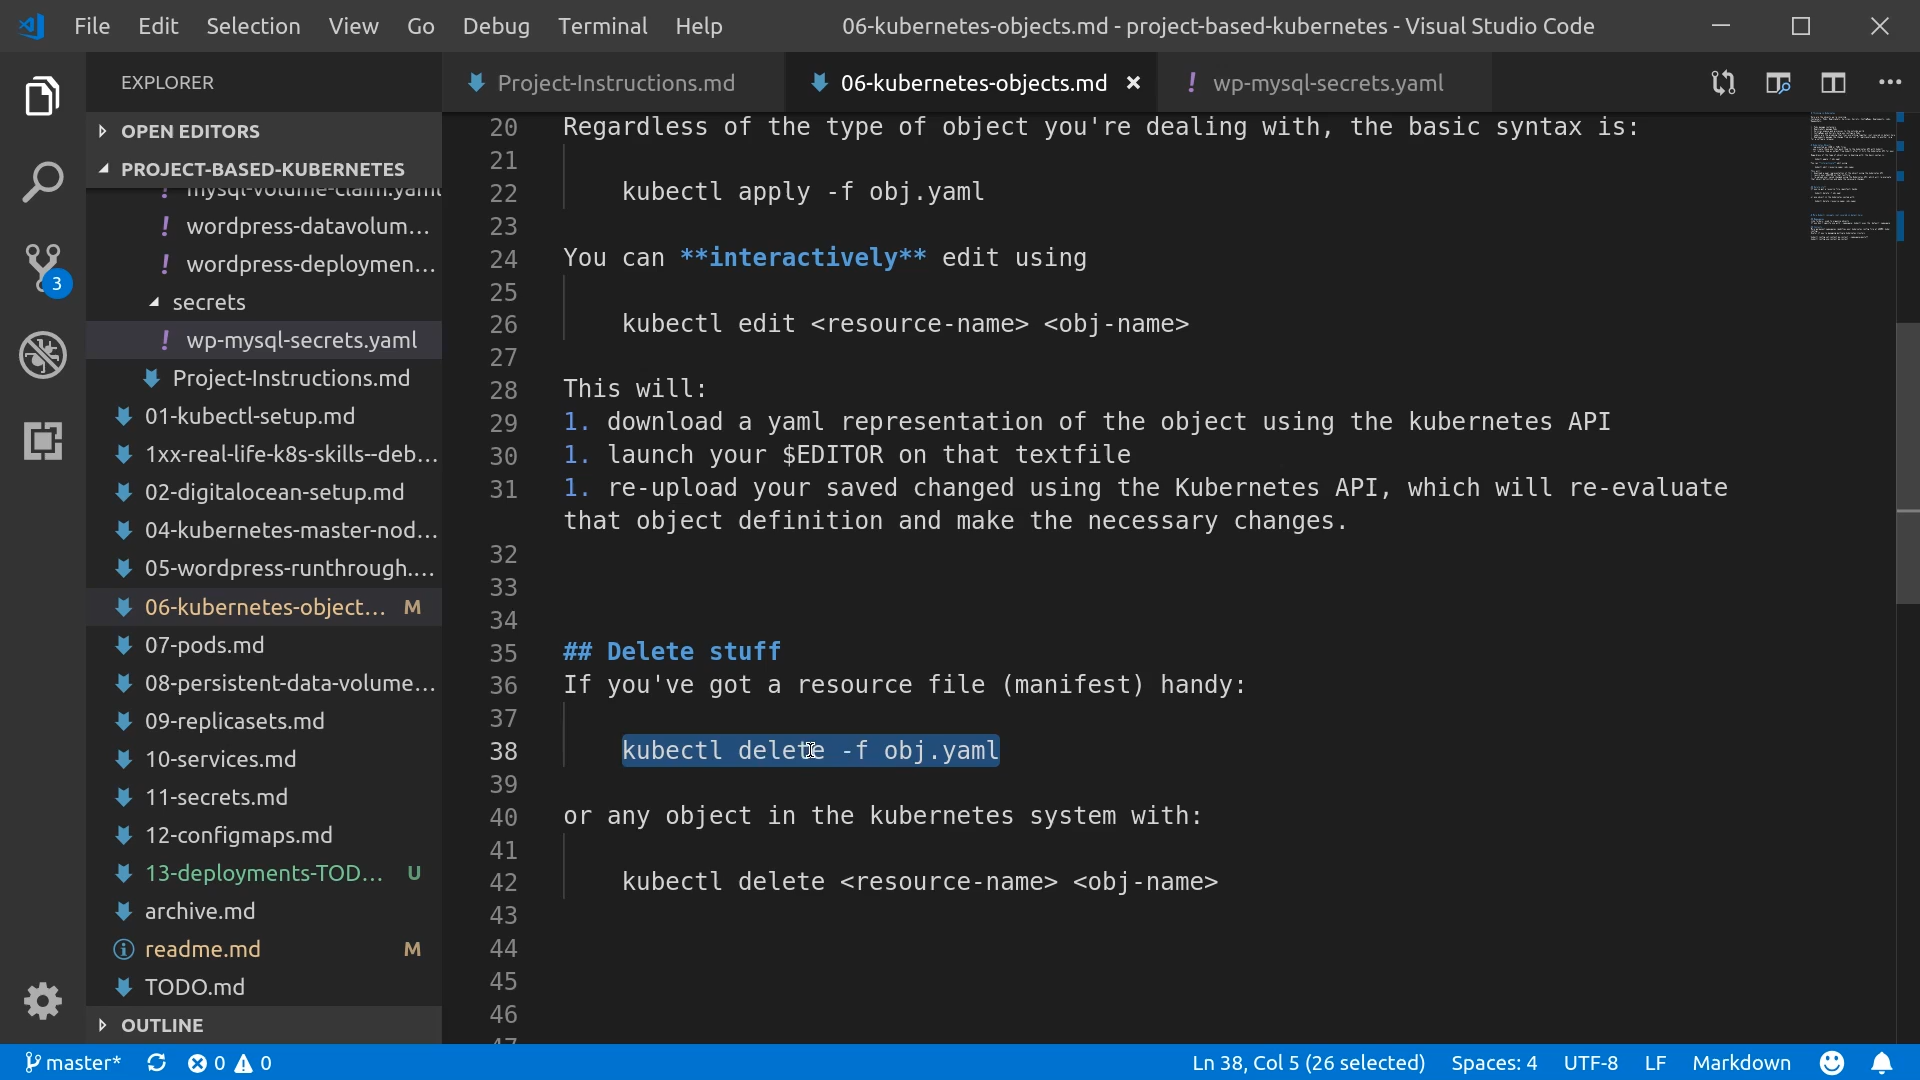 File Edit Selection View Go Debug Terminal Help 06-kubernetes-objects.md - project-based-kubernetes - Visual Studio Code
EXPLORER
OPEN EDITORS
PROJECT-BASED-KUBERNETES
mysql-volume-claim.yaml
! wordpress-datavolum...
! wordpress-deploymen...
secrets
! wp-mysql-secrets.yaml
Project-Instructions.md
01-kubectl-setup.md
1xx-real-life-k8s-skills--deb...
02-digitalocean-setup.md
04-kubernetes-master-nod...
05-wordpress-runthrough....
06-kubernetes-object... M
07-pods.md
08-persistent-data-volume...
09-replicasets.md
10-services.md
11-secrets.md
12-configmaps.md
13-deployments-TOD... U
archive.md
readme.md M
TODO.md
OUTLINE
3
Project-Instructions.md 06-kubernetes-objects.md × ! wp-mysql-secrets.yaml
20 Regardless of the type of object you're dealing with, the basic syntax is:
21
22 kubectl apply -f obj.yaml
23
24 You can **interactively** edit using
25
26 kubectl edit <resource-name> <obj-name>
27
28 This will:
29 1. download a yaml representation of the object using the kubernetes API
30 1. launch your $EDITOR on that textfile
31 1. re-upload your saved changed using the Kubernetes API, which will re-evaluate
that object definition and make the necessary changes.
32
33
34
35 ## Delete stuff
36 If you've got a resource file (manifest) handy:
37
38 kubectl delete -f obj.yaml
39
40 or any object in the kubernetes system with:
41
42 kubectl delete <resource-name> <obj-name>
43
44
45
46
47
master* 0 0 Ln 38, Col 5 (26 selected) Spaces: 4 UTF-8 LF Markdown